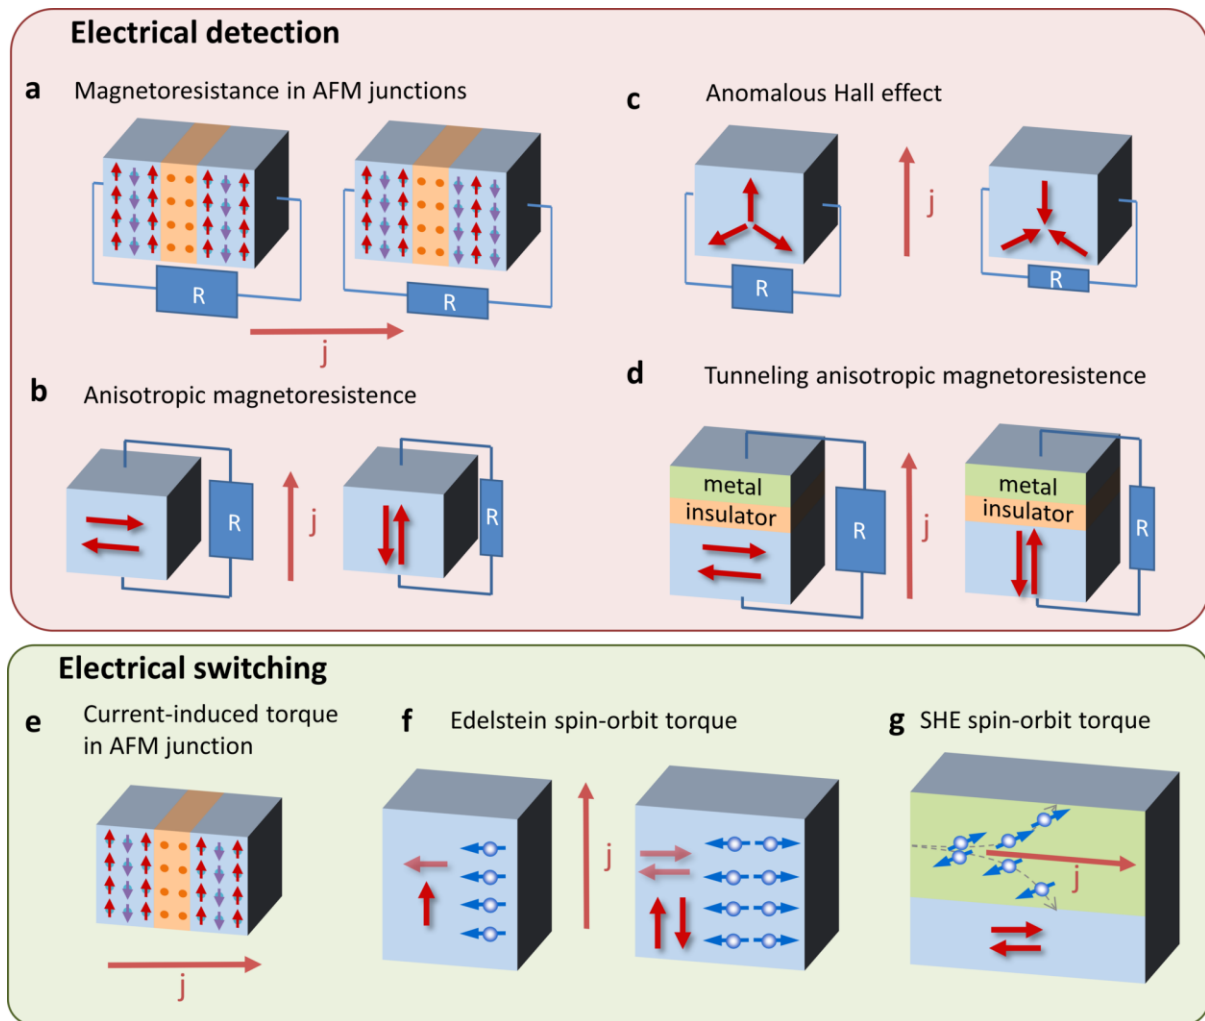 Electrical detection
a
Magnetoresistance in AFM junctions
R
R
j
c
Anomalous Hall effect
R
j
R
b
Anisotropic magnetoresistence
R
j
R
d
Tunneling anisotropic magnetoresistence
metal
insulator
R
j
metal
insulator
R
Electrical switching
e
Current-induced torque
in AFM junction
j
f
Edelstein spin-orbit torque
j
g
SHE spin-orbit torque
j